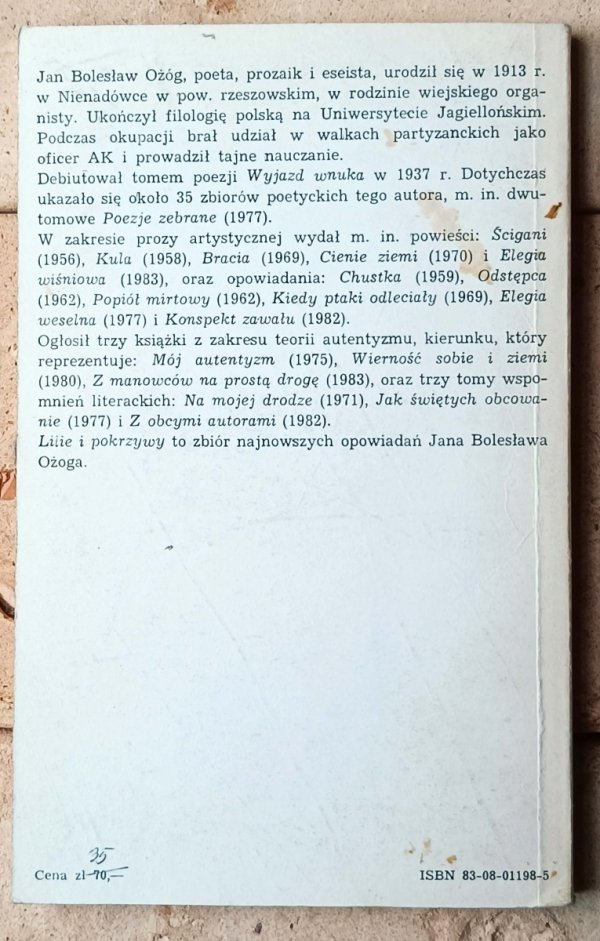 Jan Bolesław Ożóg, poeta, prozaik i eseista, urodził się w 1913 r.
w Nienadówce w pow. rzeszowskim, w rodzinie wiejskiego orga-
nisty. Ukończył filologię polską na Uniwersytecie Jagiellońskim.
Podczas okupacji brał udział w walkach partyzanckich jako
oficer AK i prowadził tajne nauczanie.
Debiutował tomem poezji Wyjazd wnuka w 1937 r. Dotychczas
ukazało się około 35 zbiorów poetyckich tego autora, m. in. dwu-
tomowe Poezje zebrane (1977).
W zakresie prozy artystycznej wydał m. in. powieści: Ścigani
(1956), Kula (1958), Bracia (1969), Cienie ziemi (1970) i Elegia
wiśniowa (1983), oraz opowiadania: Chustka (1959), Odstępca
(1962), Popiół mirtowy (1962), Kiedy ptaki odleciały (1969), Elegia
weselna (1977) i Konspekt zawału (1982).
Ogłosił trzy książki z zakresu teorii autentyzmu, kierunku, który
reprezentuje: Mój autentyzm (1975), Wierność sobie i ziemi
(1980), Z manowców na prostą drogę (1983), oraz trzy tomy wspo-
mnień literackich: Na mojej drodze (1971), Jak świętych obcowa-
nie (1977) i Z obcymi autorami (1982).
Lilie i pokrzywy to zbiór najnowszych opowiadań Jana Bolesława
Ożoga.
35
Cena zł 70,—
ISBN 83-08-01198-5